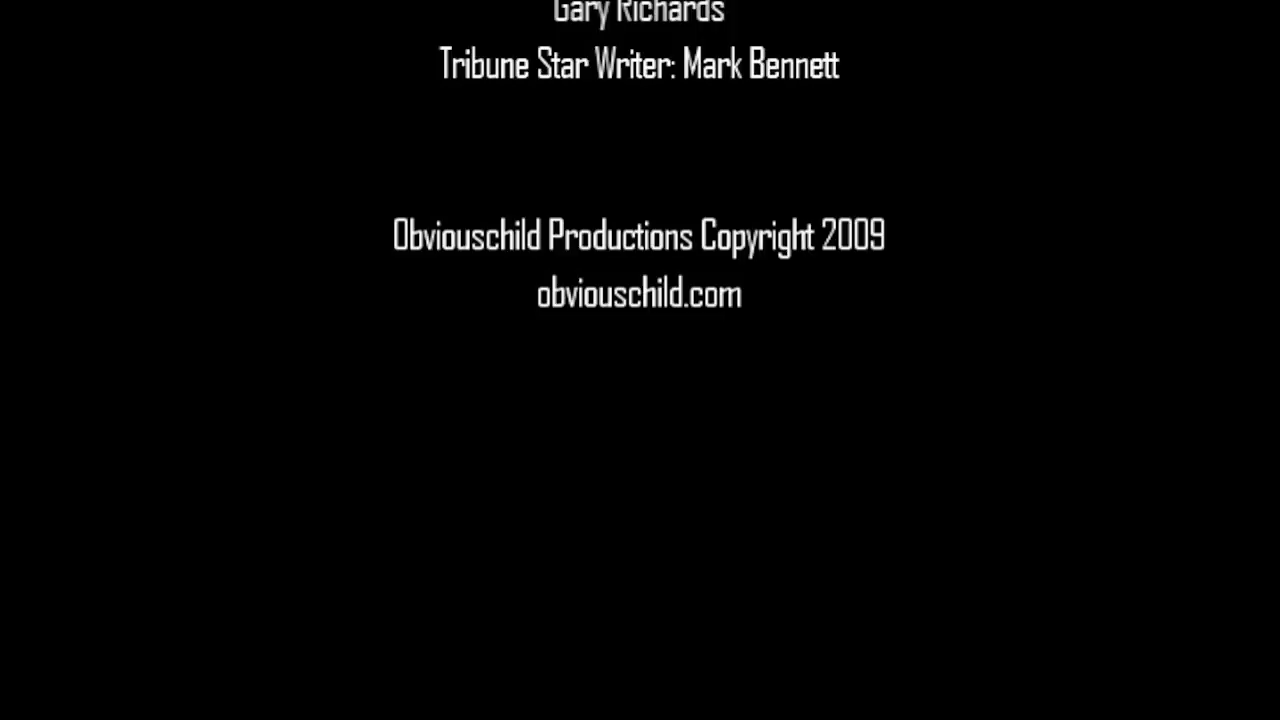 Gary Richards
Tribune Star Writer: Mark Bennett
Obviouschild Productions Copyright 2009
obviouschild.com